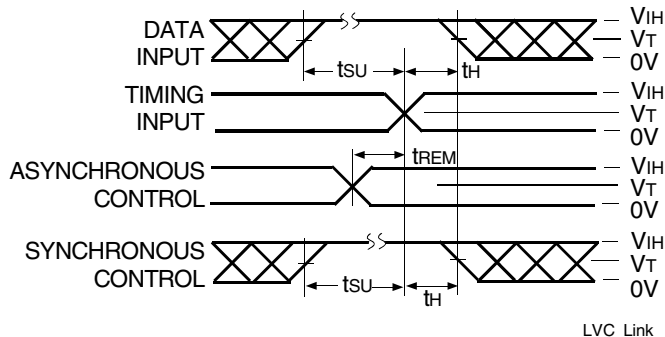 DATA
INPUT
tSU
tH
VIH
VT
0V
TIMING
INPUT
VIH
VT
0V
tREM
ASYNCHRONOUS
CONTROL
VIH
VT
0V
SYNCHRONOUS
CONTROL
tSU
tH
VIH
VT
0V
LVC Link